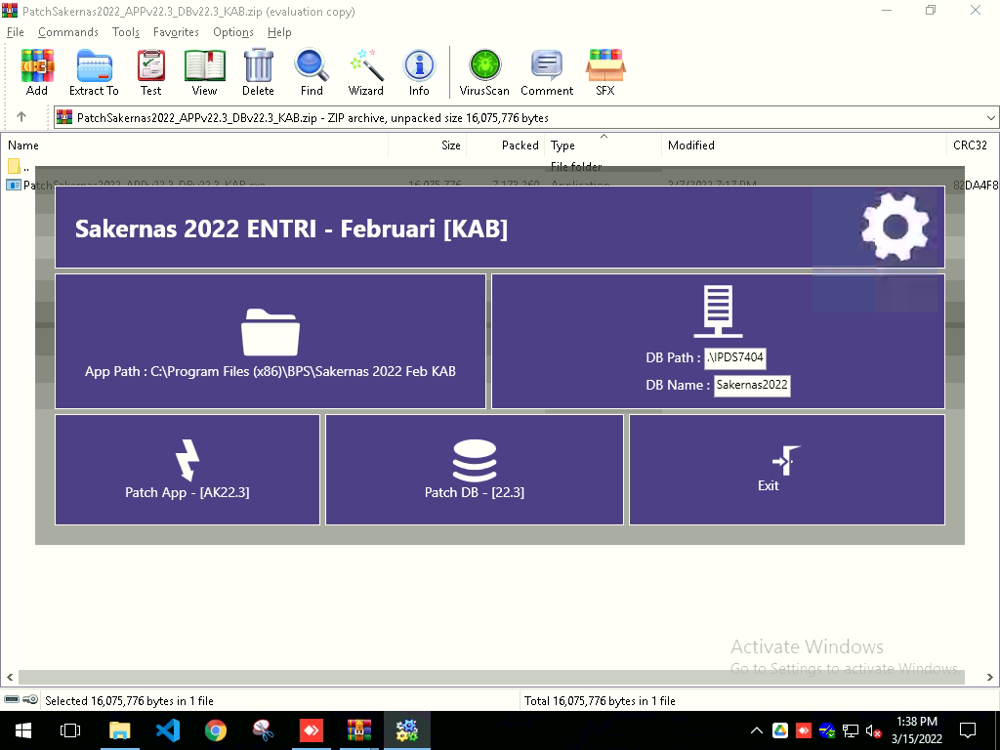 PatchSakernas2022_APPv22.3_DBv22.3_KAB.zip (evaluation copy)
File Commands Tools Favorites Options Help
Add Extract To Test View Delete Find Wizard Info VirusScan Comment SFX
PatchSakernas2022_APPv22.3_DBv22.3_KAB.zip - ZIP archive, unpacked size 16,075,776 bytes
Name Size Packed Type Modified CRC32
.. File folder
PatchSakernas2022_APPv22.3_DBv22.3_KAB.exe 16,075,776 7,173,260 Application 3/7/2022 7:17 PM 82DA4F8
Sakernas 2022 ENTRI - Februari [KAB]
App Path : C:\Program Files (x86)\BPS\Sakernas 2022 Feb KAB
DB Path : .\IPDS7404
DB Name : Sakernas2022
Patch App - [AK22.3]
Patch DB - [22.3]
Exit
Activate Windows
Go to Settings to activate Windows.
Selected 16,075,776 bytes in 1 file
Total 16,075,776 bytes in 1 file
1:38 PM
3/15/2022